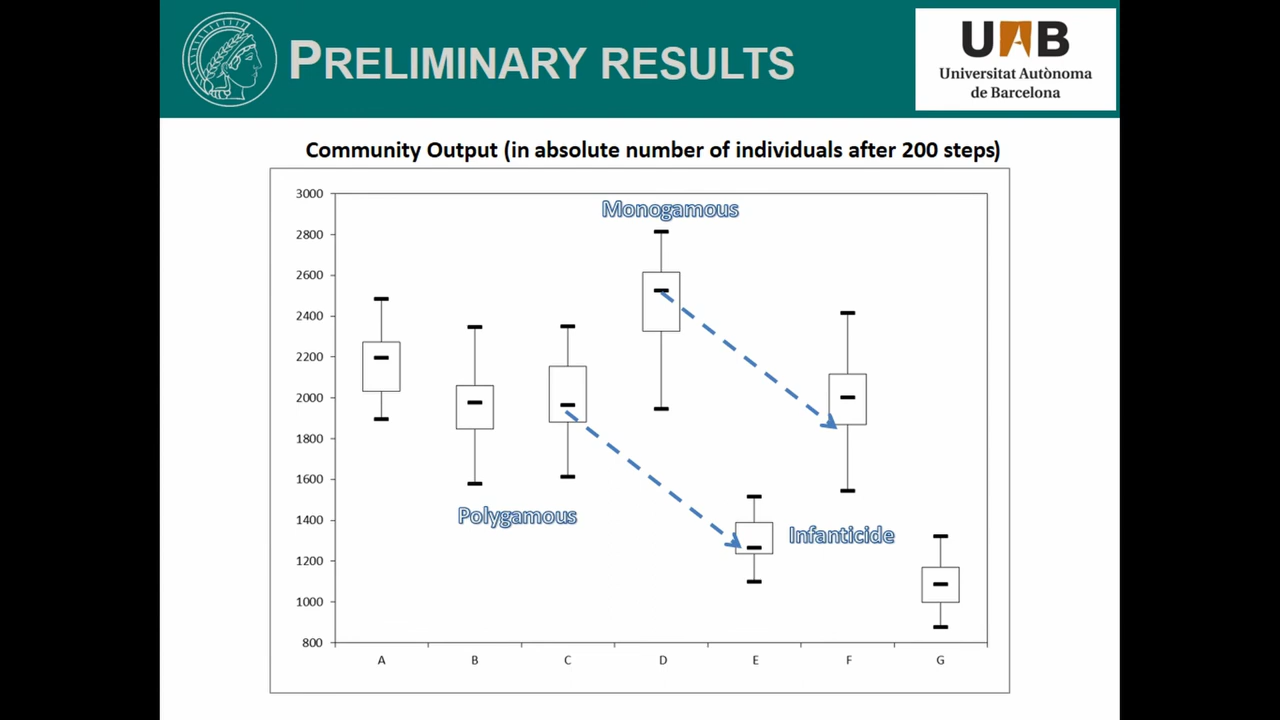 PRELIMINARY RESULTS
UAB
Universitat Autònoma
de Barcelona
Community Output (in absolute number of individuals after 200 steps)
3000
Monogamous
2800
2600
2400
2200
2000
1800
1600
Polygamous
1400
Infanticide
1200
1000
800
A B C D E F G